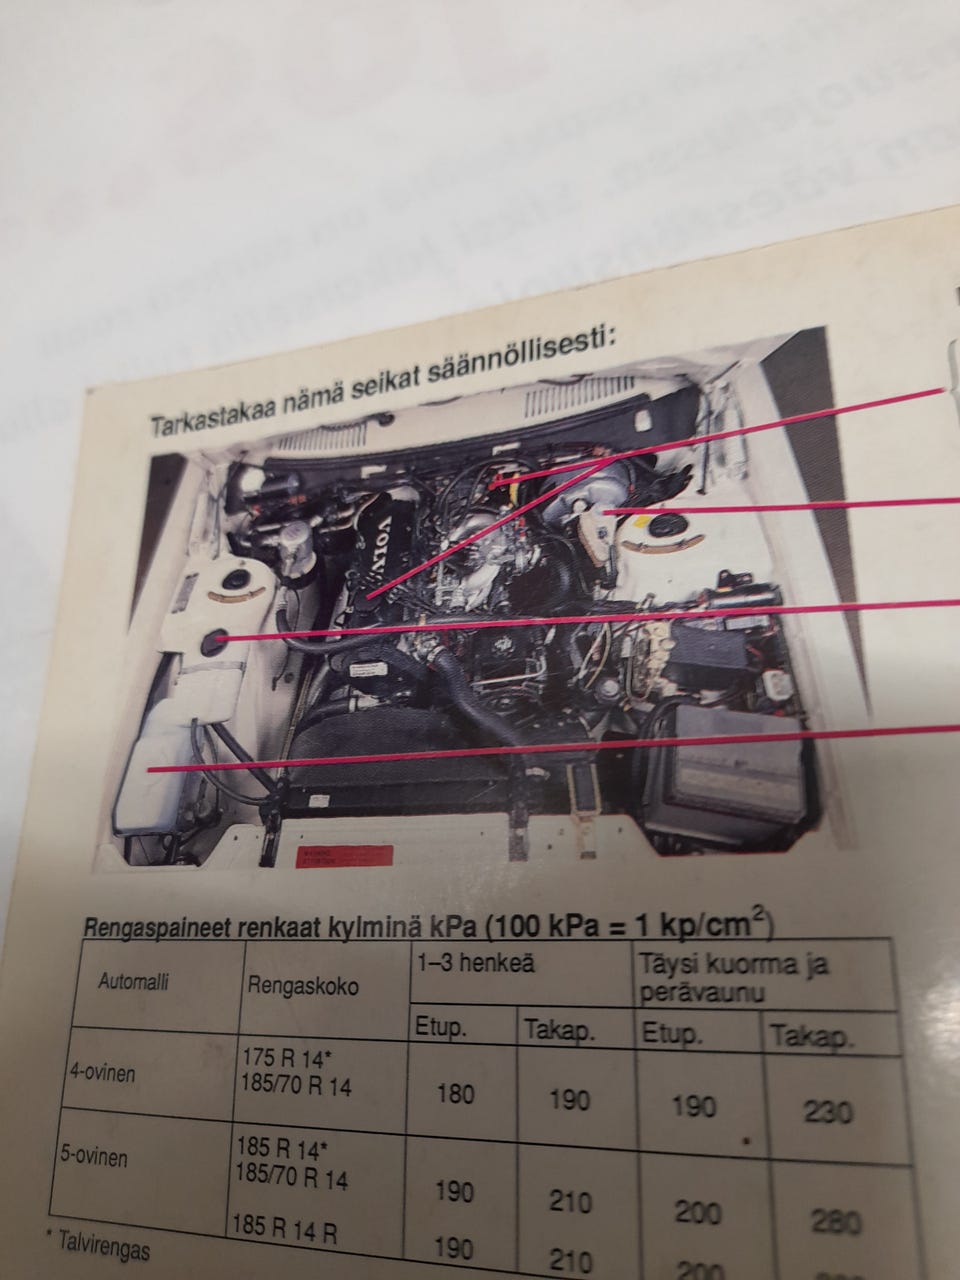 Tarkastakaa nämä seikat säännöllisesti:
VOLV
Rengaspaineet renkaat kylminä kPa (100 kPa = 1 kp/cm²)
Automalli Rengaskoko 1–3 henkeä Täysi kuorma ja
perävaunu
Etup. Takap. Etup. Takap.
4-ovinen 175 R 14*
185/70 R 14 180 190 190 230
5-ovinen 185 R 14*
185/70 R 14 190 210 200 280
185 R 14 R 190 210 200
* Talvirengas